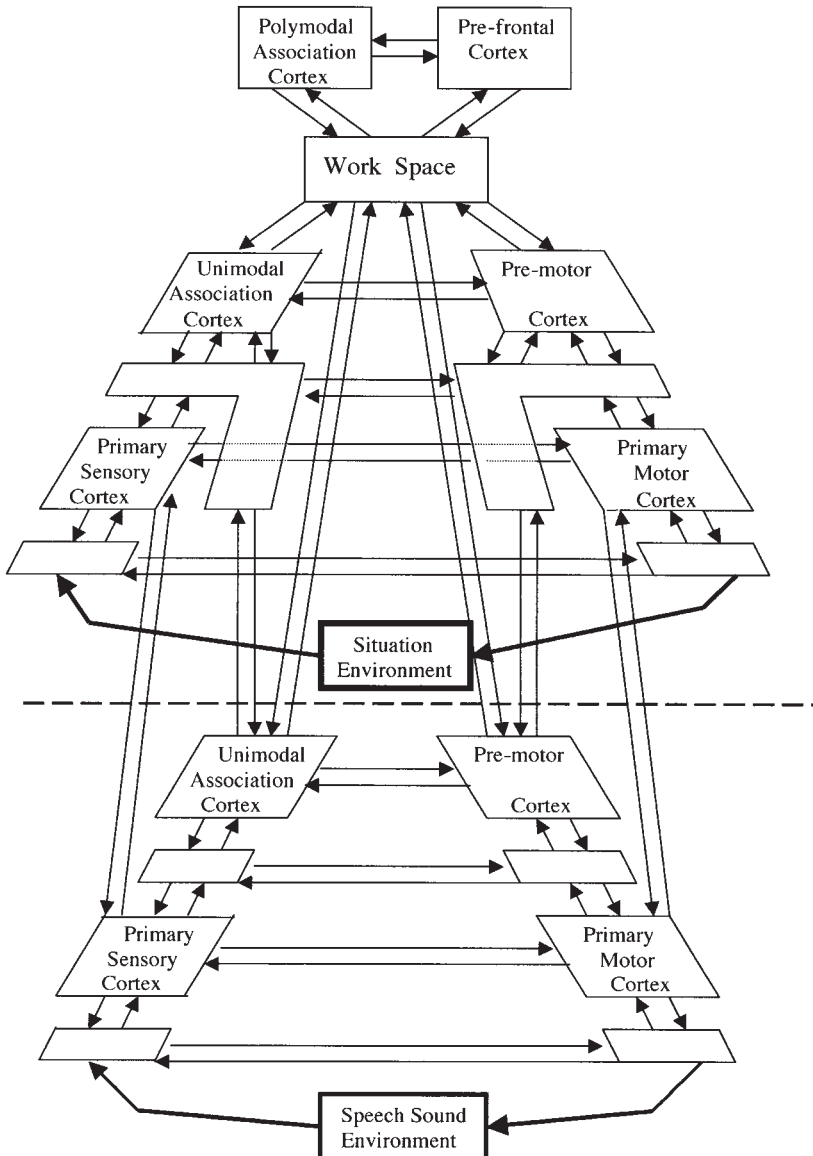 Polymodal
Association
Cortex
Pre-frontal
Cortex
Work Space
Unimodal
Association
Cortex
Pre-motor
Cortex
Primary
Sensory
Cortex
Primary
Motor
Cortex
Situation
Environment
Unimodal
Association
Cortex
Pre-motor
Cortex
Primary
Sensory
Cortex
Primary
Motor
Cortex
Speech Sound
Environment